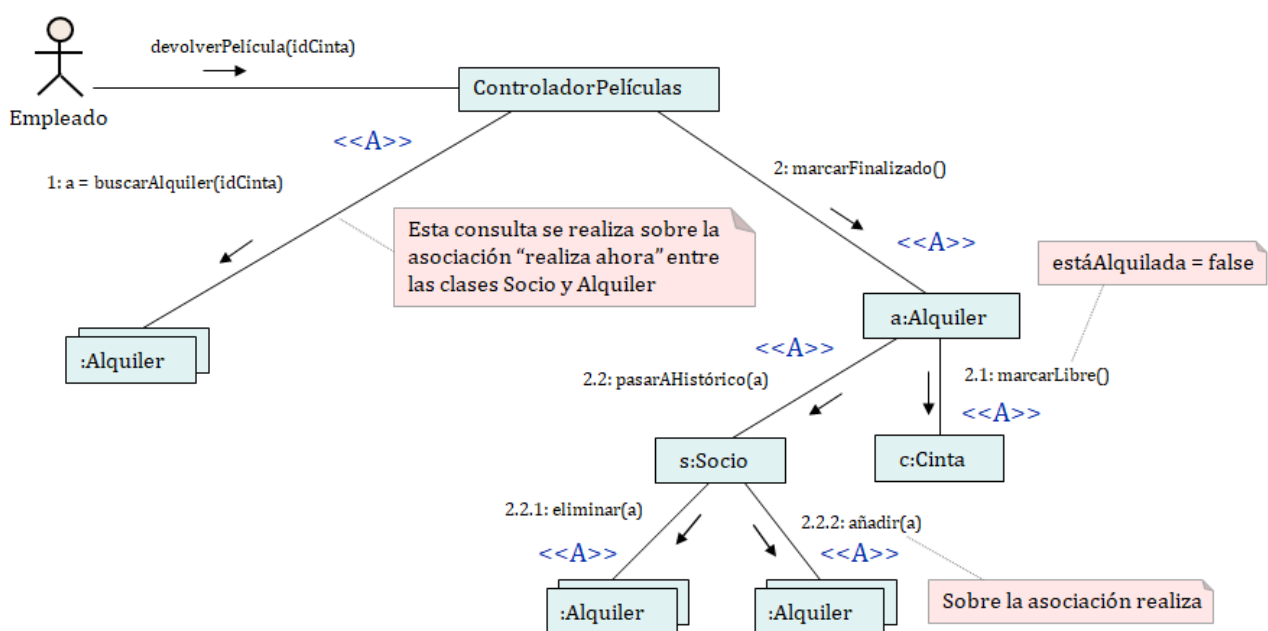 devolverPelícula(idCinta)
ControladorPelículas
Empleado
<<A>>
1: a = buscarAlquiler(idCinta)
2: marcarFinalizado()
Esta consulta se realiza sobre la
asociación “realiza ahora” entre
las clases Socio y Alquiler
<<A>>
estáAlquilada = false
:Alquiler
a:Alquiler
<<A>>
2.2: pasarAHistórico(a)
2.1: marcarLibre()
<<A>>
s:Socio
c:Cinta
2.2.1: eliminar(a)
2.2.2: añadir(a)
<<A>>
<<A>>
:Alquiler
:Alquiler
Sobre la asociación realiza